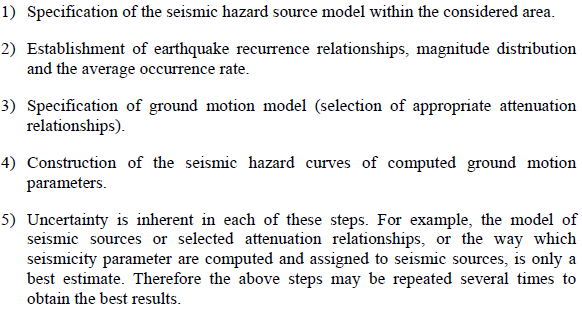 1) Specification of the seismic hazard source model within the considered area.
2) Establishment of earthquake recurrence relationships, magnitude distribution
and the average occurrence rate.
3) Specification of ground motion model (selection of appropriate attenuation
relationships).
4) Construction of the seismic hazard curves of computed ground motion
parameters.
5) Uncertainty is inherent in each of these steps. For example, the model of
seismic sources or selected attenuation relationships, or the way which
seismicity parameter are computed and assigned to seismic sources, is only a
best estimate. Therefore the above steps may be repeated several times to
obtain the best results.